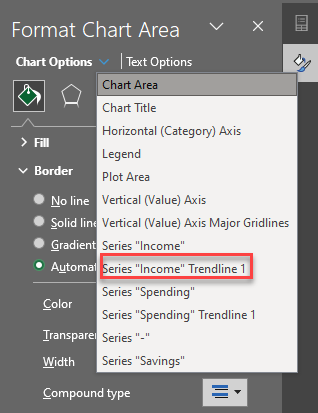 Format Chart Area
Chart Options Text Options
Chart Area
Chart Title
Horizontal (Category) Axis
Legend
Plot Area
Vertical (Value) Axis
Vertical (Value) Axis Major Gridlines
Series "Income"
Series "Income" Trendline 1
Series "Spending"
Series "Spending" Trendline 1
Series "-"
Series "Savings"
Fill
Border
No line
Solid line
Gradient
Automat
Color
Transparen
Width
Compound type